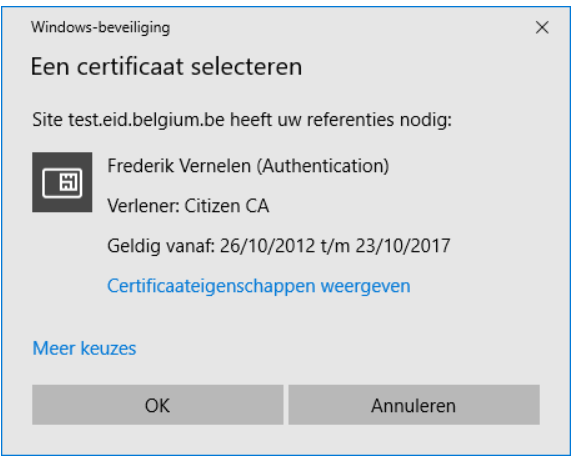 Windows-beveiliging
Een certificaat selecteren
Site test.eid.belgium.be heeft uw referenties nodig:
Frederik Vernelen (Authentication)
Verlener: Citizen CA
Geldig vanaf: 26/10/2012 t/m 23/10/2017
Certificaateigenschappen weergeven
Meer keuzes
OK
Annuleren